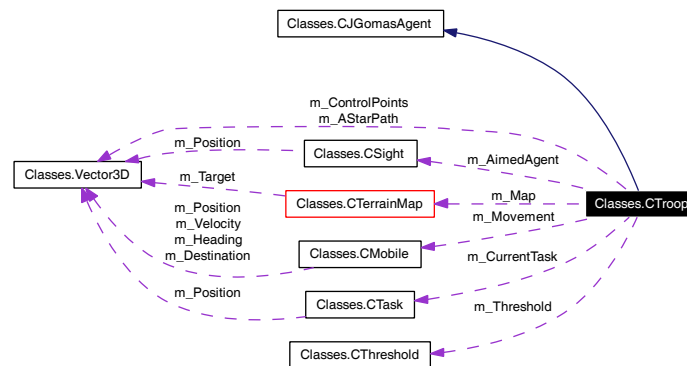 Classes.CJGomasAgent
m_ControlPoints
m_AStarPath
m_Position
Classes.CSight
m_AimedAgent
Classes.Vector3D
m_Target
Classes.CTerrainMap
m_Map
Classes.CTroop
m_Position
m_Velocity
m_Heading
m_Destination
m_Movement
Classes.CMobile
m_CurrentTask
m_Position
Classes.CTask
m_Threshold
Classes.CThreshold